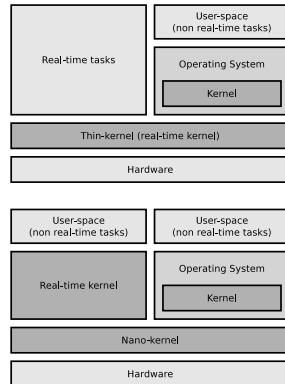 Real-time tasks
User-space
(non real-time tasks)
Operating System
Kernel
Thin-kernel (real-time kernel)
Hardware
User-space
(non real-time tasks)
User-space
(non real-time tasks)
Real-time kernel
Operating System
Kernel
Nano-kernel
Hardware